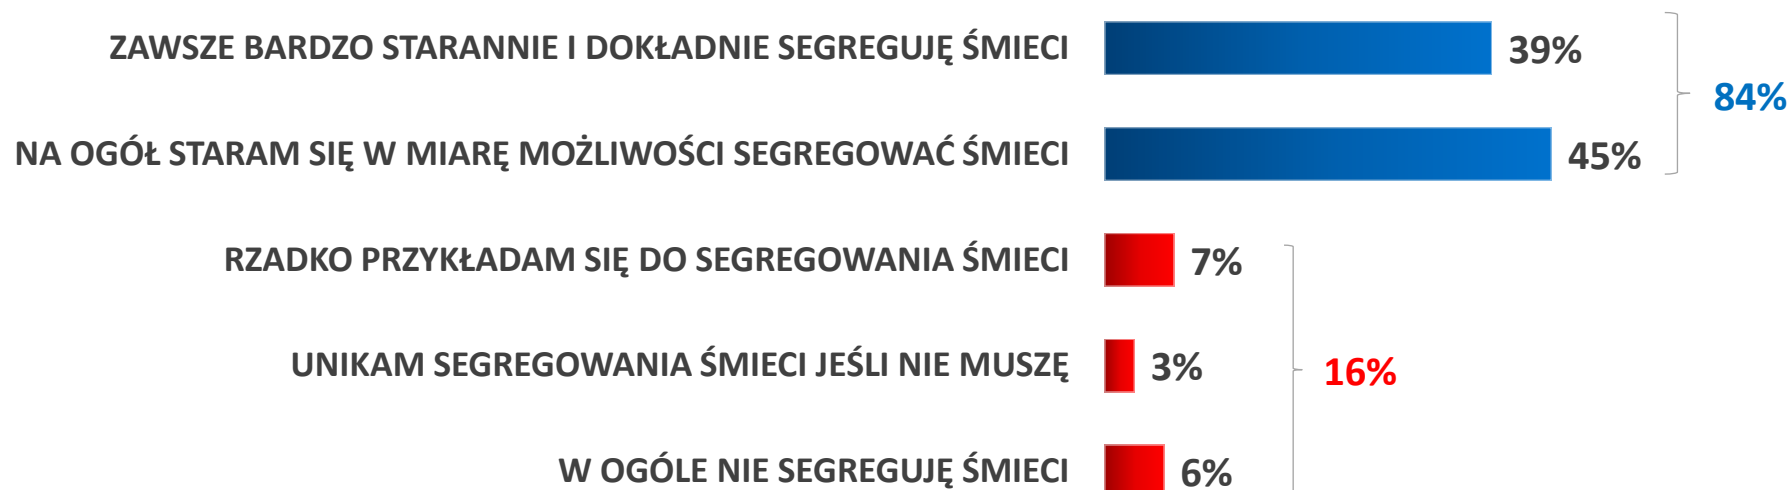 ZAWSZE BARDZO STARANNIE I DOKŁADNIE SEGREGUJĘ ŚMIECI 39%
84%
NA OGÓŁ STARAM SIĘ W MIARĘ MOŻLIWOŚCI SEGREGOWAĆ ŚMIECI 45%
RZADKO PRZYKŁADAM SIĘ DO SEGREGOWANIA ŚMIECI 7%
UNIKAM SEGREGOWANIA ŚMIECI JEŚLI NIE MUSZĘ 3%
16%
W OGÓLE NIE SEGREGUJĘ ŚMIECI 6%